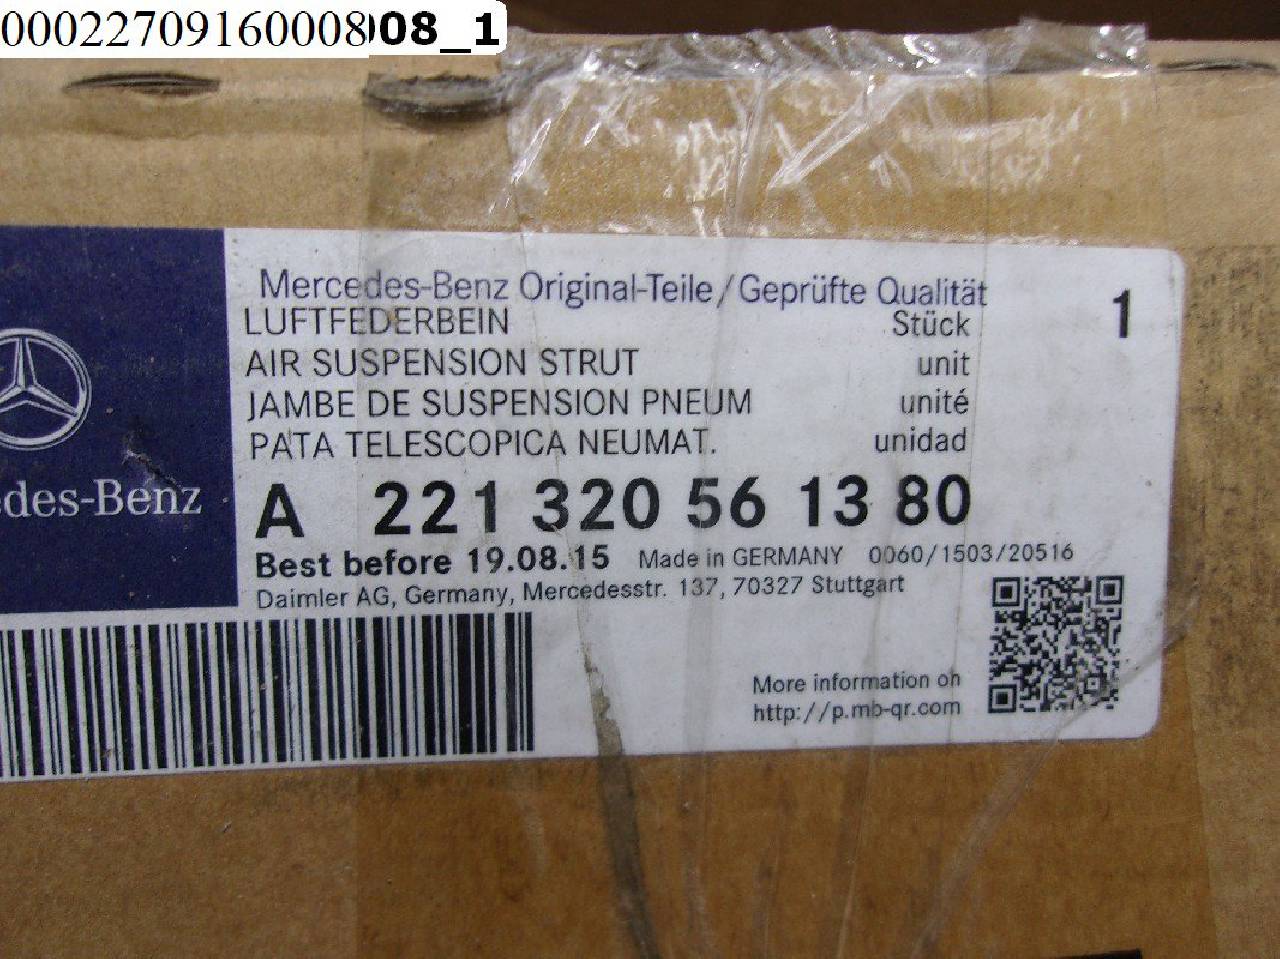 00022709160008
08_1
Mercedes-Benz Original-Teile/Geprüfte Qualität
LUFTFEDERBEIN Stück 1
AIR SUSPENSION STRUT unit
JAMBE DE SUSPENSION PNEUM unité
PATA TELESCOPICA NEUMAT. unidad
edes-Benz
A 221 320 56 13 80
Best before 19.08.15 Made in GERMANY 0060/1503/20516
Daimler AG, Germany, Mercedesstr. 137, 70327 Stuttgart
More information on
http://p.mb-qr.com